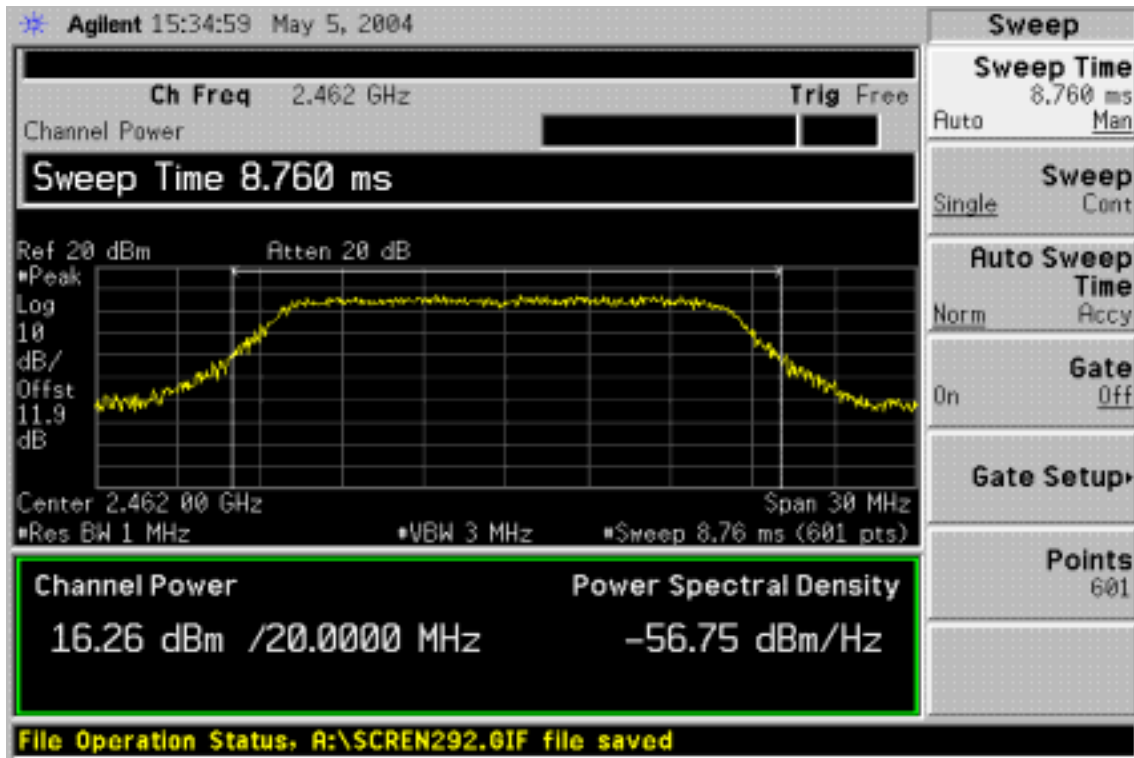 Agilent 15:34:59 May 5, 2004
Ch Freq 2.462 GHz Trig Free
Channel Power
Sweep Time 8.760 ms
Ref 20 dBm Atten 20 dB
#Peak
Log
10
dB/
Offst
11.9
dB
Center 2.462 00 GHz Span 30 MHz
#Res BW 1 MHz #VBW 3 MHz #Sweep 8.76 ms (601 pts)
Channel Power Power Spectral Density
16.26 dBm /20.0000 MHz -56.75 dBm/Hz
File Operation Status, A:\SCREN292.GIF file saved
Sweep
Sweep Time
8.760 ms
Auto Man
Sweep
Single Cont
Auto Sweep
Time
Norm Accy
Gate
On Off
Gate Setup
Points
601